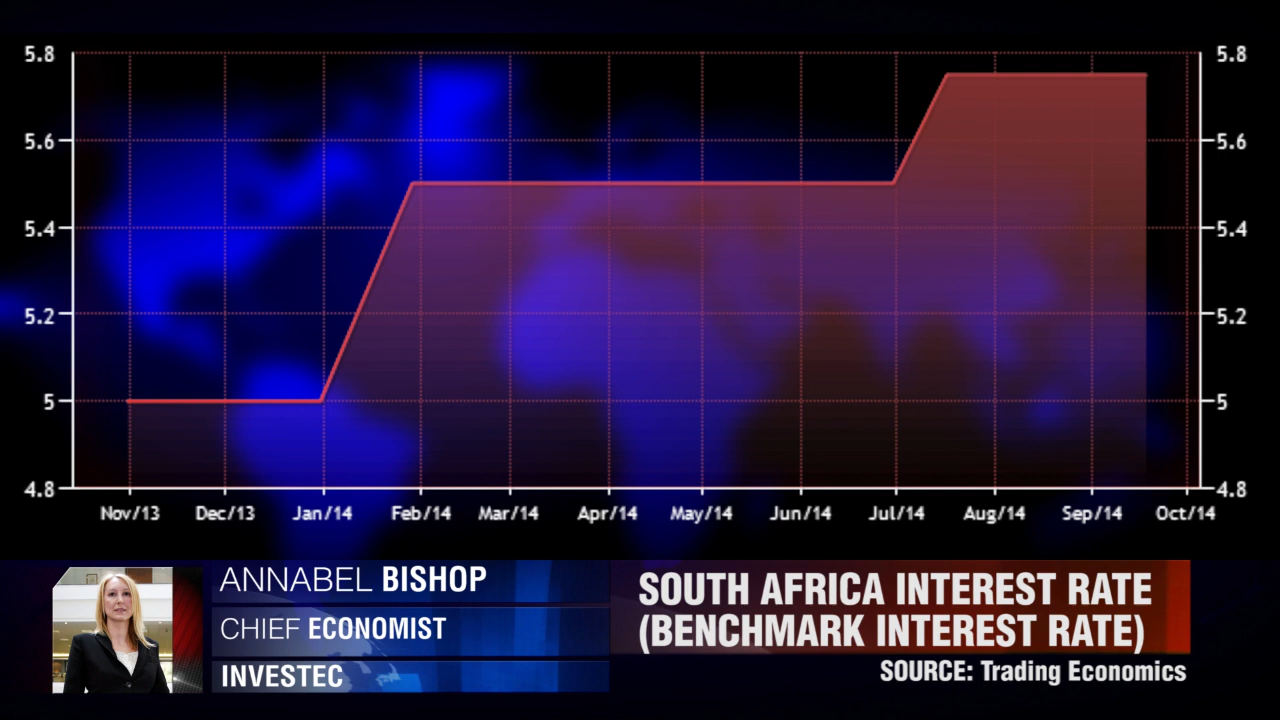 5.8 5.8
5.6 5.6
5.4 5.4
5.2 5.2
5 5
4.8 4.8
Nov/13 Dec/13 Jan/14 Feb/14 Mar/14 Apr/14 May/14 Jun/14 Jul/14 Aug/14 Sep/14 Oct/14
ANNABEL BISHOP
CHIEF ECONOMIST
INVESTEC
SOUTH AFRICA INTEREST RATE
(BENCHMARK INTEREST RATE)
SOURCE: Trading Economics